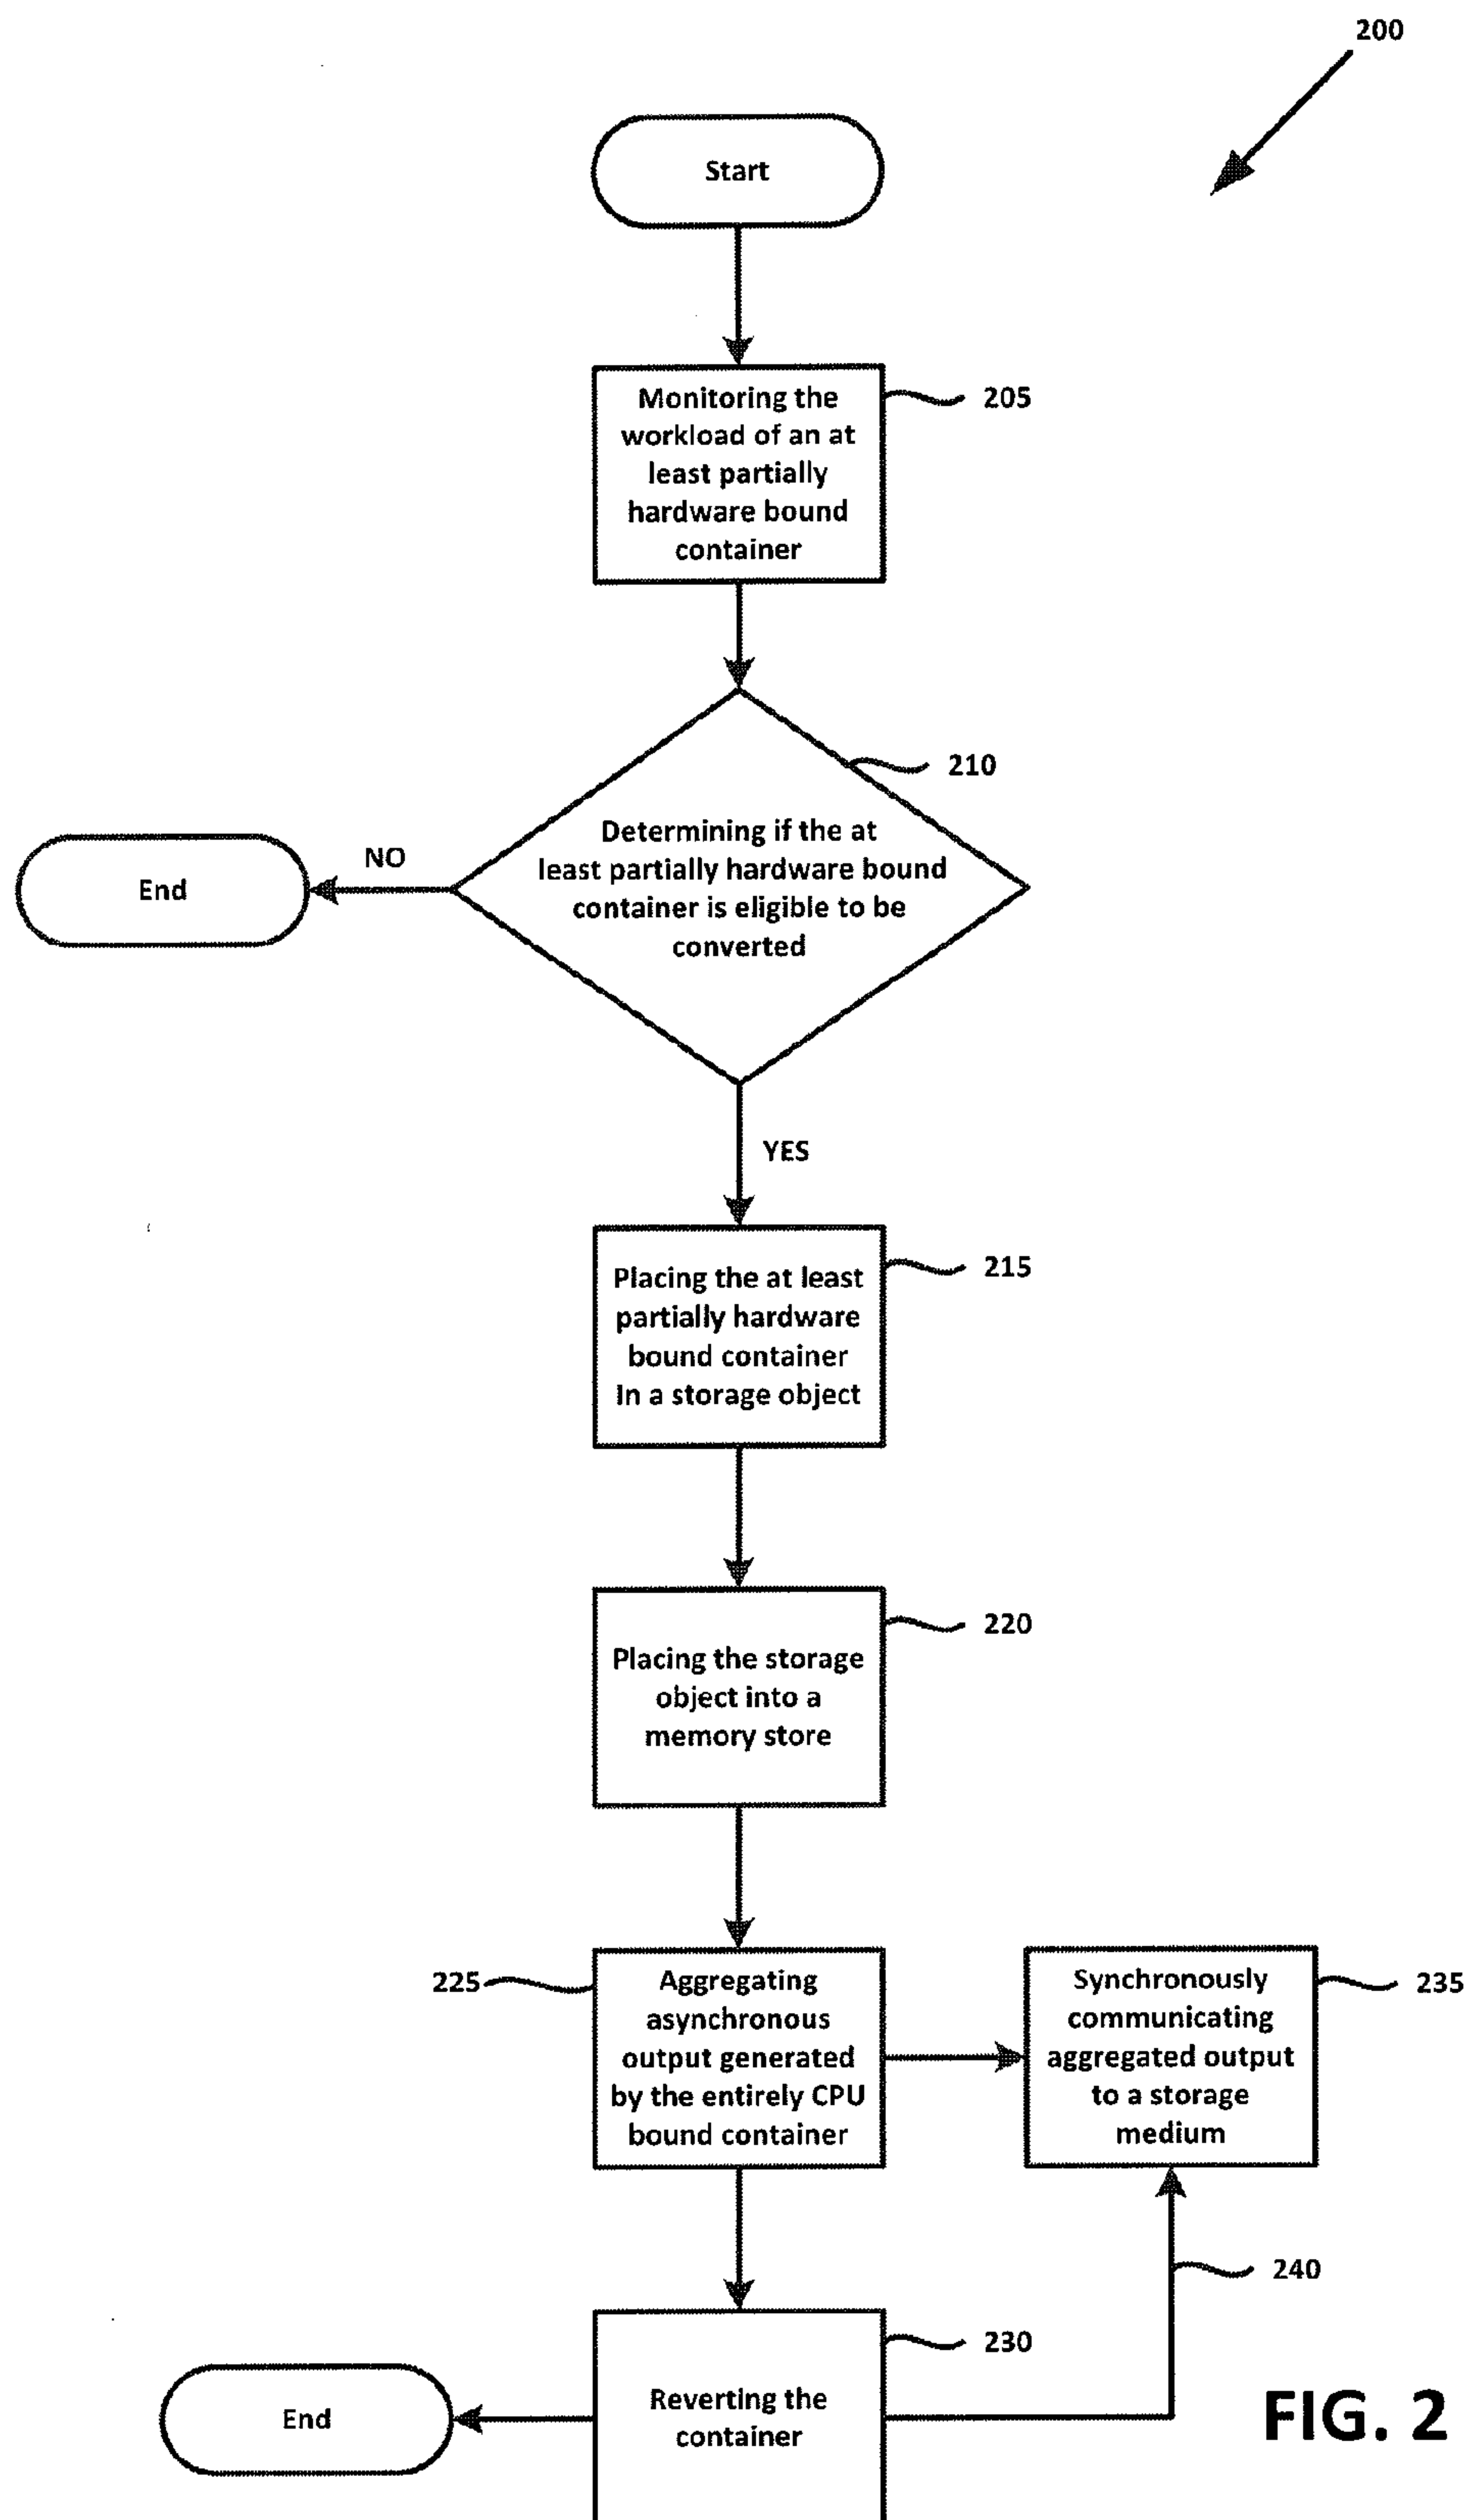 200
Start
Monitoring the
workload of an at
least partially
hardware bound
container
205
210
Determining if the at
least partially hardware bound
container is eligible to be
converted
NO
End
YES
Placing the at least
partially hardware
bound container
In a storage object
215
Placing the storage
object into a
memory store
220
225
Aggregating
asynchronous
output generated
by the entirely CPU
bound container
Synchronously
communicating
aggregated output
to a storage
medium
235
240
Reverting the
container
230
End
FIG. 2